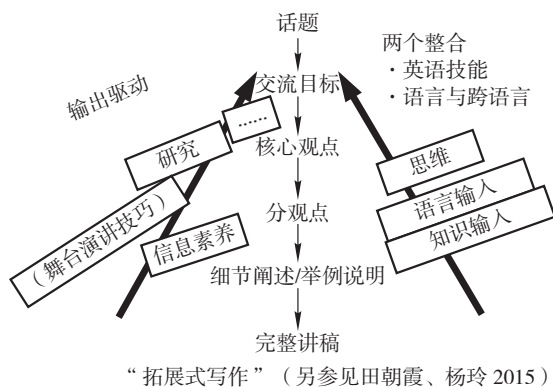 话题
两个整合
·英语技能
·语言与跨语言
输出驱动
交流目标
……
研究
核心观点
思维
（舞台演讲技巧）
分观点
语言输入
信息素养
知识输入
细节阐述/举例说明
完整讲稿
“拓展式写作”（另参见田朝霞、杨玲 2015）